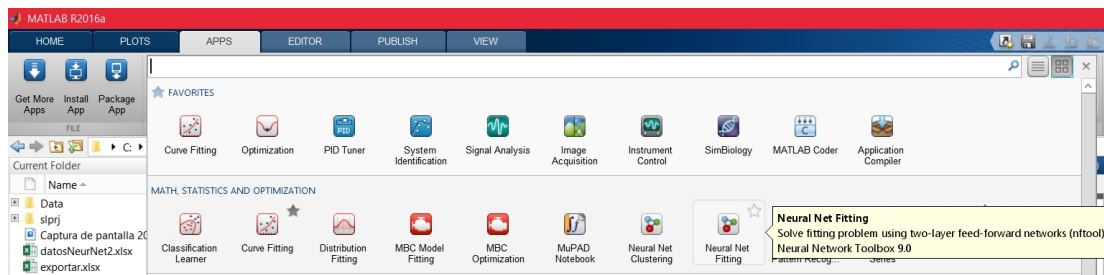 MATLAB R2016a
HOME PLOTS APPS EDITOR PUBLISH VIEW
Get More Apps
Install App
Package App
FILE
FAVORITES
Curve Fitting
Optimization
PID
PID Tuner
System Identification
Signal Analysis
Image Acquisition
Instrument Control
SimBiology
C
MATLAB Coder
Application Compiler
C:
Current Folder
Name
Data
slprj
Captura de pantalla 20
datosNeurNet2.xlsx
exportar.xlsx
MATH, STATISTICS AND OPTIMIZATION
Classification Learner
Curve Fitting
Distribution Fitting
MBC Model Fitting
MBC Optimization
MuPAD Notebook
Neural Net Clustering
Neural Net Fitting
Neural Net Fitting
Solve fitting problem using two-layer feed-forward networks (nftool)
Neural Network Toolbox 9.0